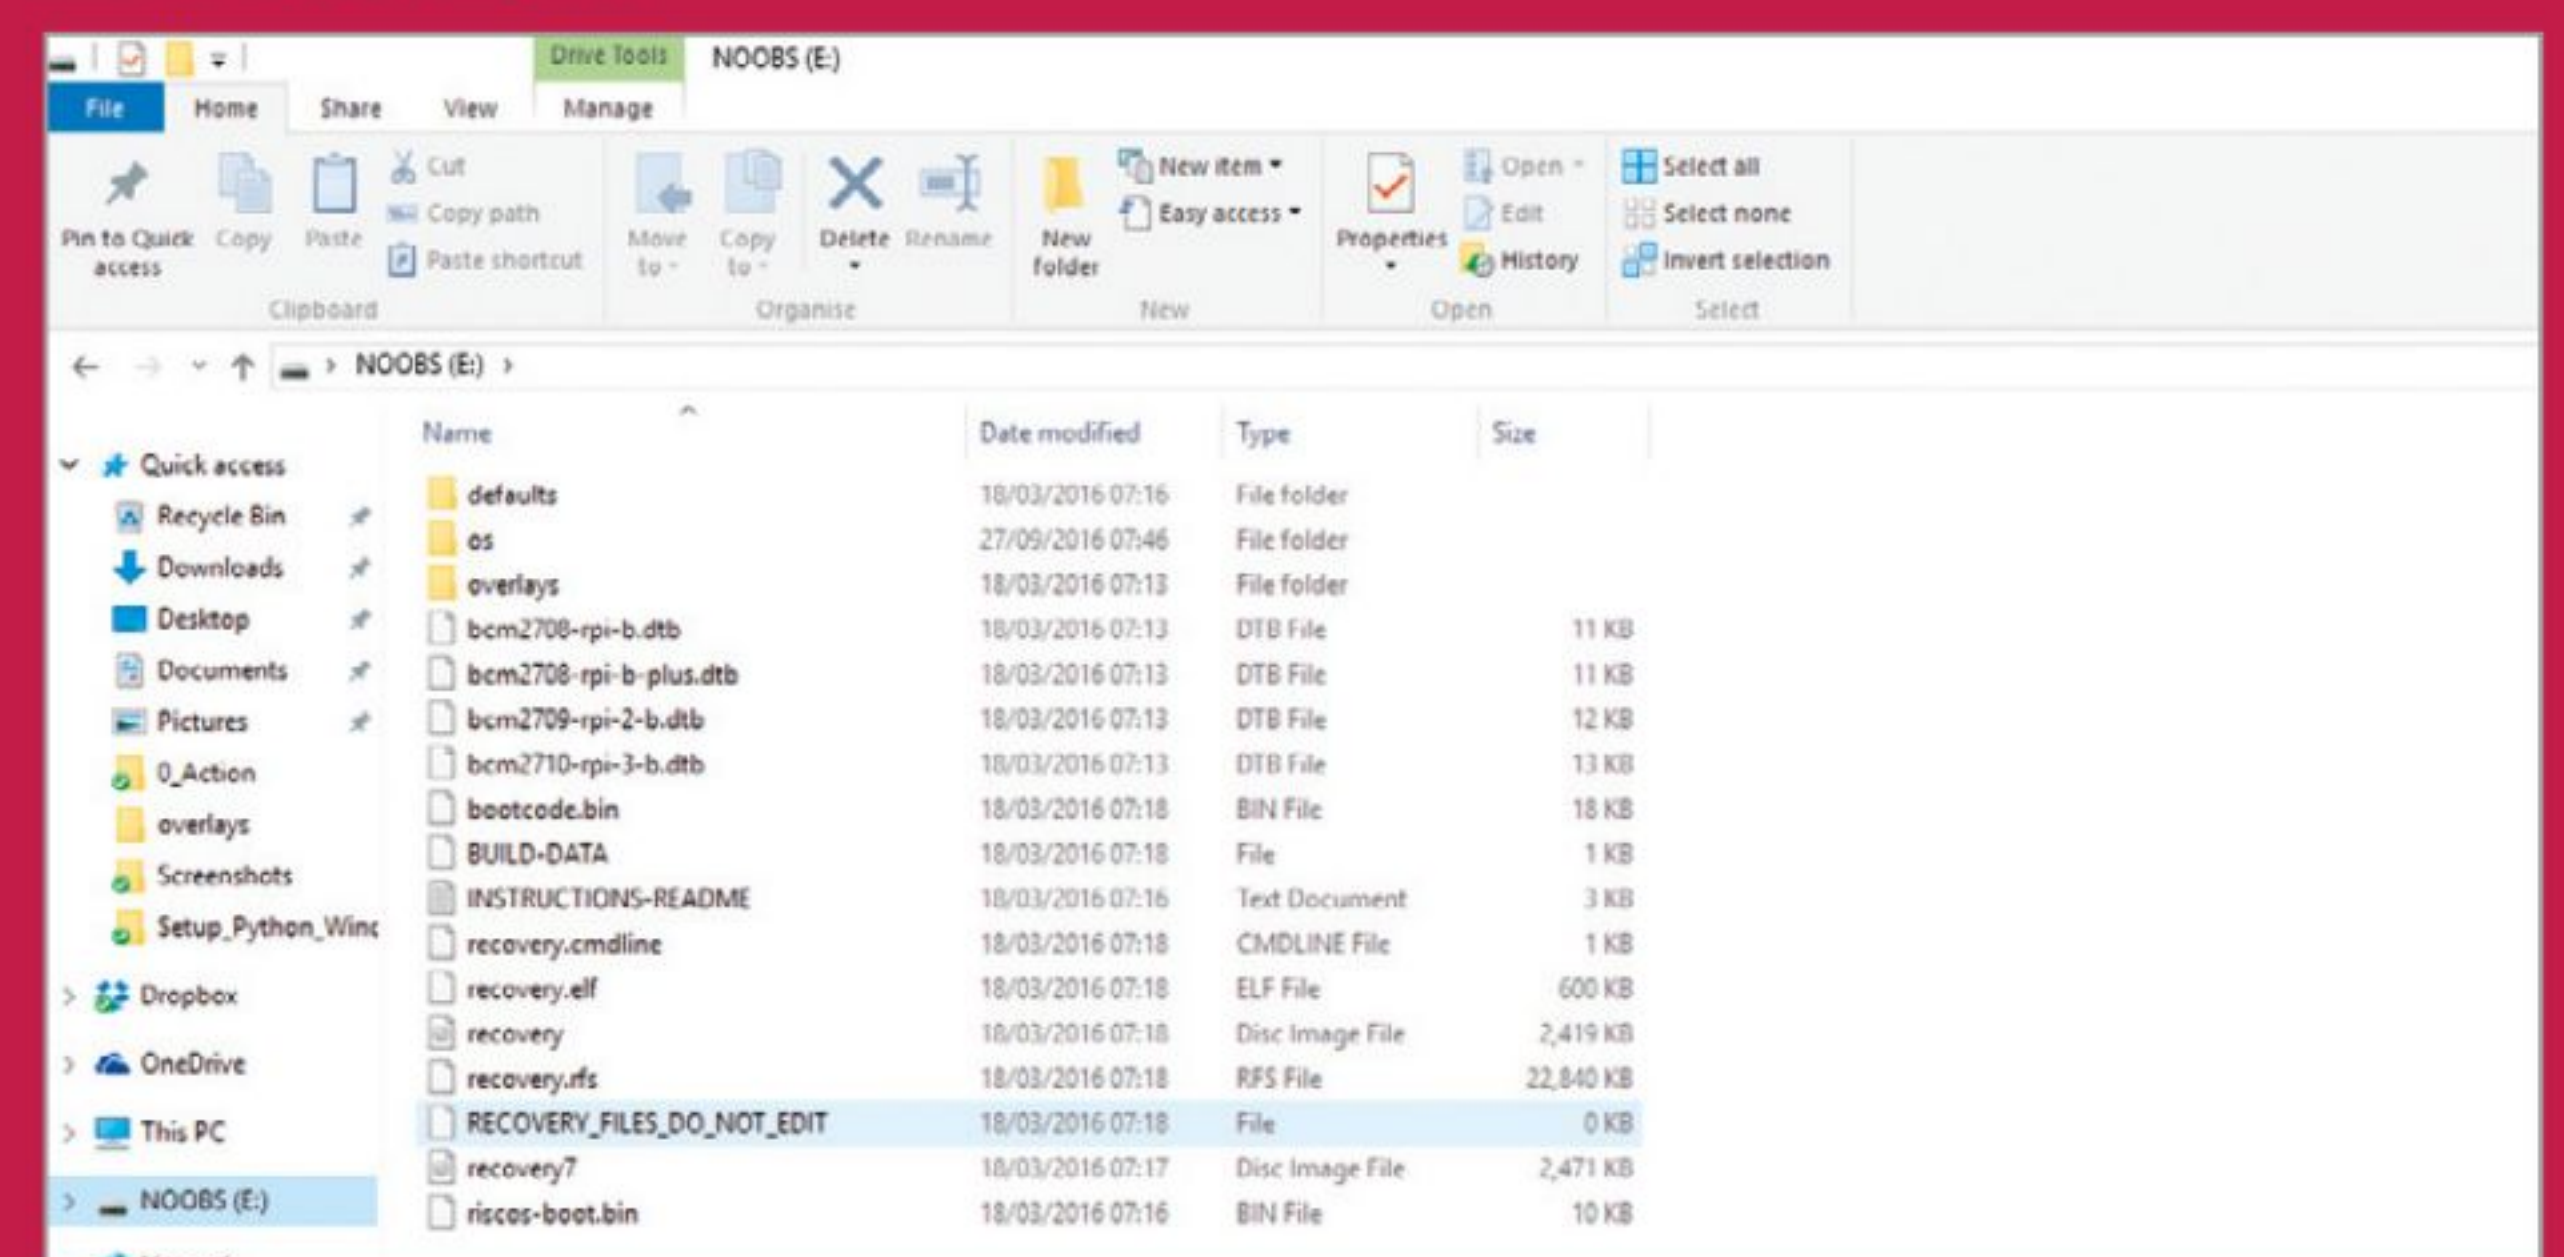 Drive Tools NOOBS (E:)
File Home Share View Manage
Pin to Quick access
Copy
Paste
Cut
Copy path
Paste shortcut
Clipboard
Move to
Copy to
Delete
Rename
Organise
New folder
New item
Easy access
New
Properties
Open
Edit
History
Open
Select all
Select none
Invert selection
Select
NOOBS (E:)
Quick access
Recycle Bin
Downloads
Desktop
Documents
Pictures
0_Action
overlays
Screenshots
Setup_Python_Winc
Dropbox
OneDrive
This PC
NOOBS (E:)
Name Date modified Type Size
defaults 18/03/2016 07:16 File folder
os 27/09/2016 07:46 File folder
overlays 18/03/2016 07:13 File folder
bcm2708-rpi-b.dtb 18/03/2016 07:13 DTB File 11 KB
bcm2708-rpi-b-plus.dtb 18/03/2016 07:13 DTB File 11 KB
bcm2709-rpi-2-b.dtb 18/03/2016 07:13 DTB File 12 KB
bcm2710-rpi-3-b.dtb 18/03/2016 07:13 DTB File 13 KB
bootcode.bin 18/03/2016 07:18 BIN File 18 KB
BUILD-DATA 18/03/2016 07:18 File 1 KB
INSTRUCTIONS-README 18/03/2016 07:16 Text Document 3 KB
recovery.cmdline 18/03/2016 07:18 CMDLINE File 1 KB
recovery.elf 18/03/2016 07:18 ELF File 600 KB
recovery 18/03/2016 07:18 Disc Image File 2,419 KB
recovery.rfs 18/03/2016 07:18 RFS File 22,840 KB
RECOVERY_FILES_DO_NOT_EDIT 18/03/2016 07:18 File 0 KB
recovery7 18/03/2016 07:17 Disc Image File 2,471 KB
riscos-boot.bin 18/03/2016 07:16 BIN File 10 KB